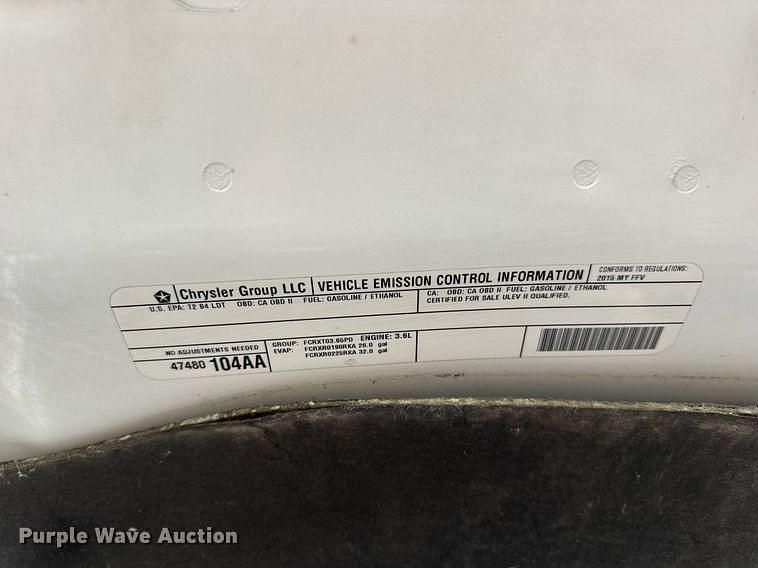 Chrysler Group LLC VEHICLE EMISSION CONTROL INFORMATION CONFORMS TO REGULATIONS:
2015 MY FFV
U.S. EPA: T2 B4 LDT OBD: CA OBD II FUEL: GASOLINE / ETHANOL
CA: OBD: CA OBD II FUEL: GASOLINE / ETHANOL
CERTIFIED FOR SALE ULEV II QUALIFIED.
NO ADJUSTMENTS NEEDED
47480 104AA
GROUP: FCRXT03.65P0 ENGINE: 3.6L
EVAP: FCRXR0190RKA 26.0 gal
FCRXR0225RXA 32.0 gal
Purple Wave Auction